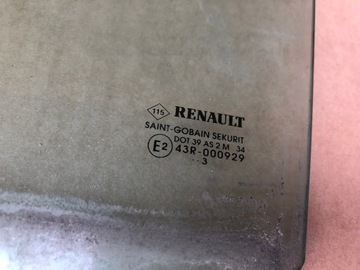 115 RENAULT
SAINT-GOBAIN SEKURIT
DOT 39 AS 2 M 34
E2 43R-000929
··3